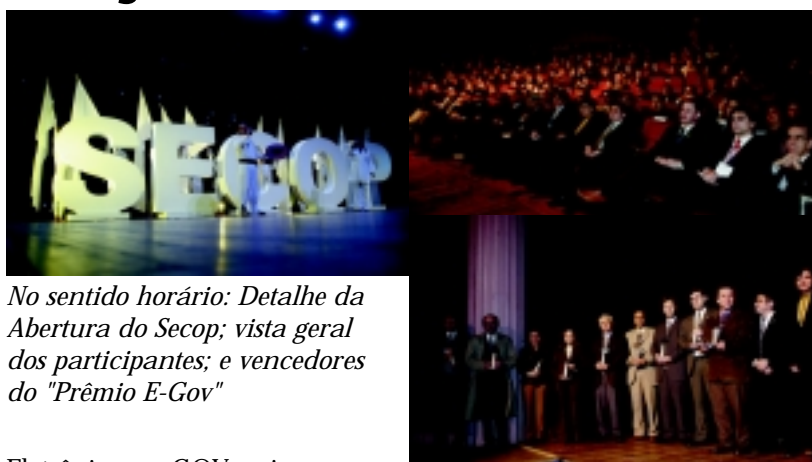 SECOP
No sentido horário: Detalhe da
Abertura do Secop; vista geral
dos participantes; e vencedores
do "Prêmio E-Gov"